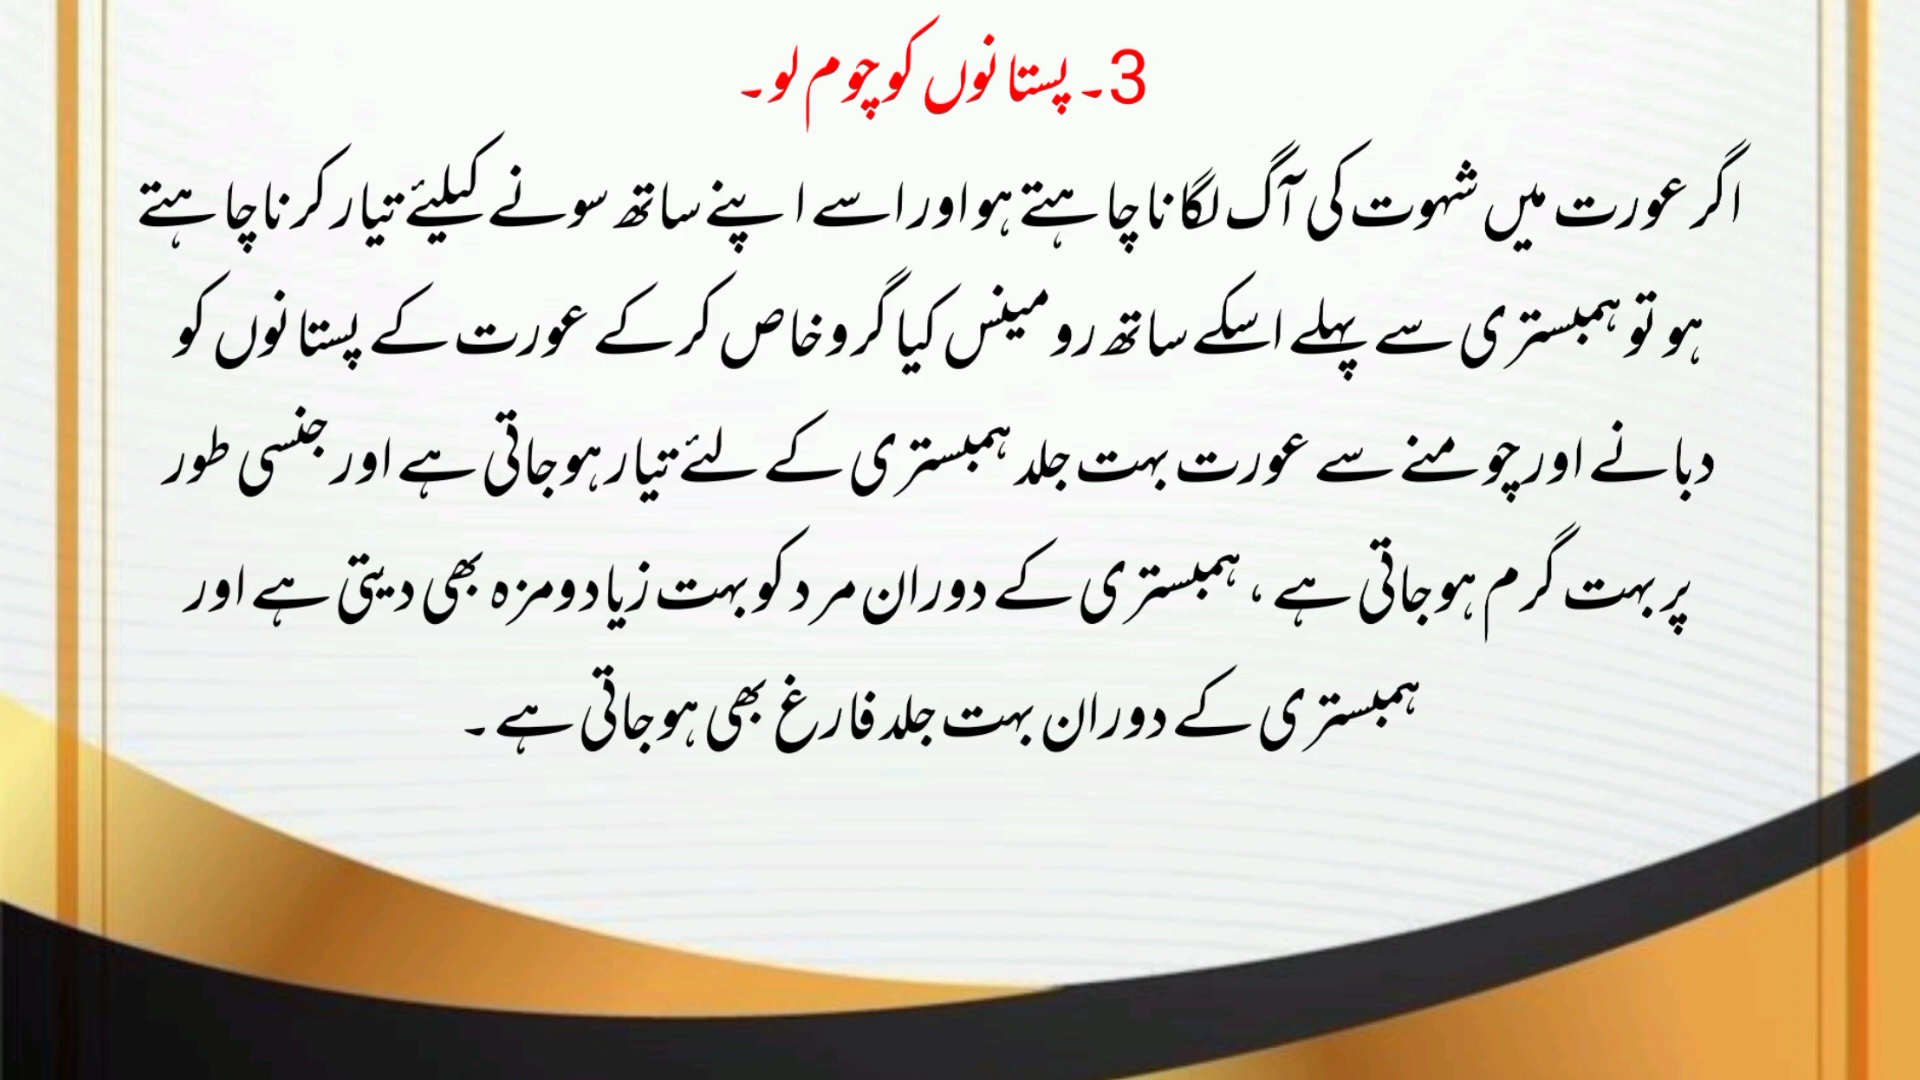 3۔ پستانوں کو چوم لو۔
اگر عورت میں شہوت کی آگ لگانا چاہتے ہو اور اسے اپنے ساتھ سونے کیلئے تیار کرنا چاہتے
ہو تو ہمبستری سے پہلے اسکے ساتھ رومینس کیا گرو خاص کر کے عورت کے پستانوں کو
دبانے اور چومنے سے عورت بہت جلد ہمبستری کے لئے تیار ہو جاتی ہے اور جنسی طور
پر بہت گرم ہو جاتی ہے ، ہمبستری کے دوران مرد کو بہت زیادو مزہ بھی دیتی ہے اور
ہمبستری کے دوران بہت جلد فارغ بھی ہو جاتی ہے ۔